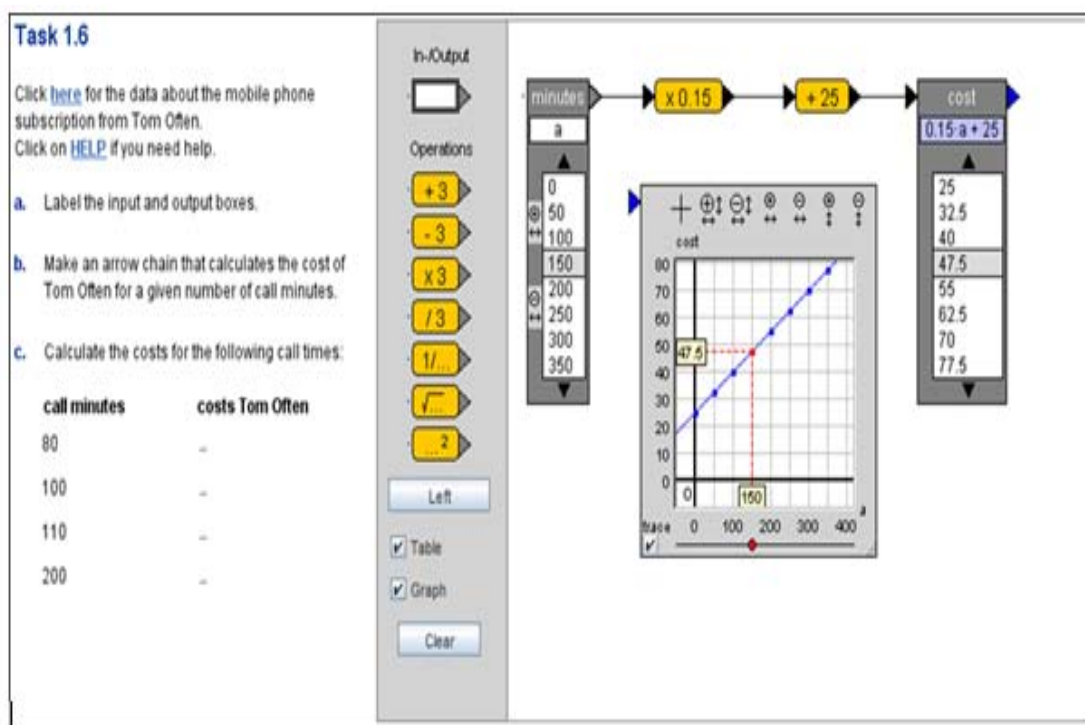 Task 1.6
Click here for the data about the mobile phone
subscription from Tom Often.
Click on HELP if you need help.
a. Label the input and output boxes.
b. Make an arrow chain that calculates the cost of
Tom Often for a given number of call minutes.
c. Calculate the costs for the following call times:
call minutes costs Tom Often
80 ...
100 ...
110 ...
200 ...
In-/Output
Operations
+ 3
- 3
x 3
/ 3
1/...
√...
...²
Left
Table
Graph
Clear
minutes
a
0
50
100
150
200
250
300
350
x 0.15
+ 25
cost
0.15·a + 25
25
32.5
40
47.5
55
62.5
70
77.5
cost
80
70
60
50
47.5
40
30
20
10
0
0
150
a
trace 0 100 200 300 400